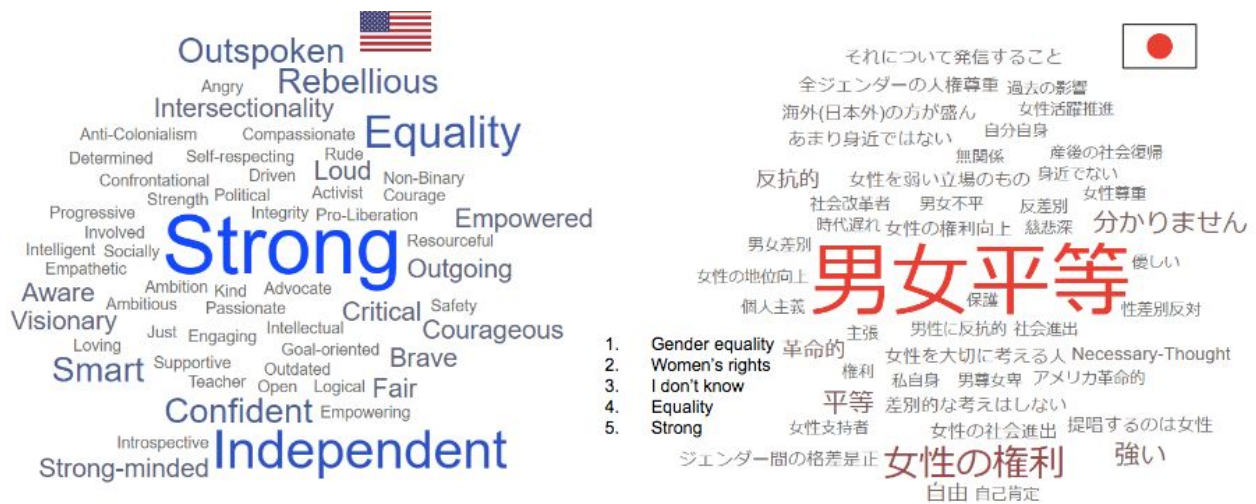 Outspoken
Angry Rebellious
Intersectionality
Anti-Colonialism Compassionate Equality
Determined Self-respecting Rude
Driven Loud Non-Binary
Confrontational
Strength Political Activist Courage
Progressive Integrity Pro-Liberation Empowered
Involved
Strong Resourceful
Intelligent Socially
Empathetic Outgoing
Aware Ambition Kind Advocate
Ambitious Passionate Critical Safety
Visionary Just Engaging Intellectual Courageous
Loving Goal-oriented Brave
Smart Supportive Outdated
Teacher Open Logical Fair
Confident Empowering
Introspective Independent
Strong-minded
1. Gender equality
2. Women's rights
3. I don't know
4. Equality
5. Strong
それについて発信すること
全ジェンダーの人権尊重 過去の影響
海外(日本外)の方が盛ん 女性活躍推進
あまり身近ではない 自分自身
無関係 産後の社会復帰
反抗的 女性を弱い立場のもの 身近でない
女性尊重
社会改革者 男女不平 反差別
時代遅れ 女性の権利向上 慈悲深 分かりません
男女差別
男女平等 優しい
女性の地位向上
個人主義 保護 性差別反対
主張 男性に反抗的 社会進出
革命的 女性を大切に考える人 Necessary-Thought
権利 私自身 男尊女卑 アメリカ革命的
平等 差別的な考えはしない
女性支持者 女性の社会進出 提唱するのは女性
ジェンダー間の格差是正 女性の権利 強い
自由 自己肯定